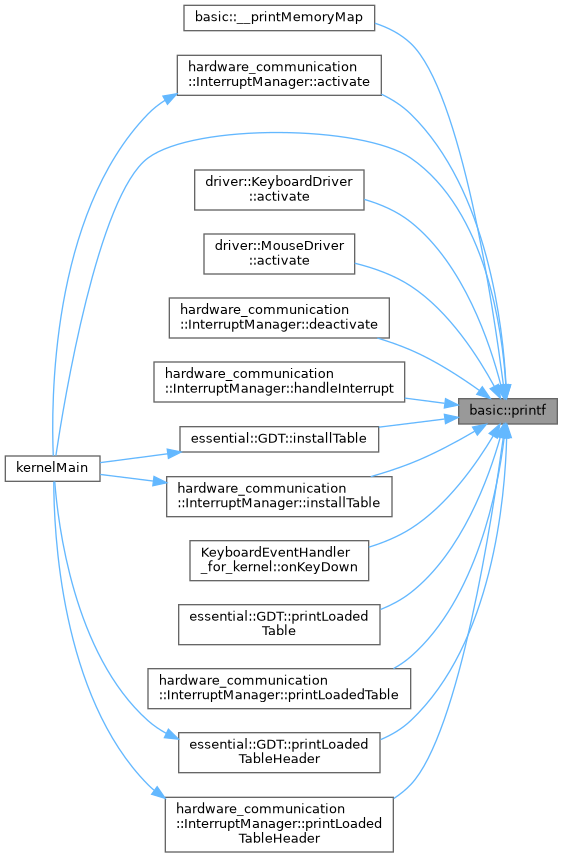 basic::__printMemoryMap
hardware_communication
::InterruptManager::activate
driver::KeyboardDriver
::activate
driver::MouseDriver
::activate
hardware_communication
::InterruptManager::deactivate
hardware_communication
::InterruptManager::handleInterrupt
basic::printf
essential::GDT::installTable
kernelMain
hardware_communication
::InterruptManager::installTable
KeyboardEventHandler
_for_kernel::onKeyDown
essential::GDT::printLoaded
Table
hardware_communication
::InterruptManager::printLoadedTable
essential::GDT::printLoaded
TableHeader
hardware_communication
::InterruptManager::printLoaded
TableHeader